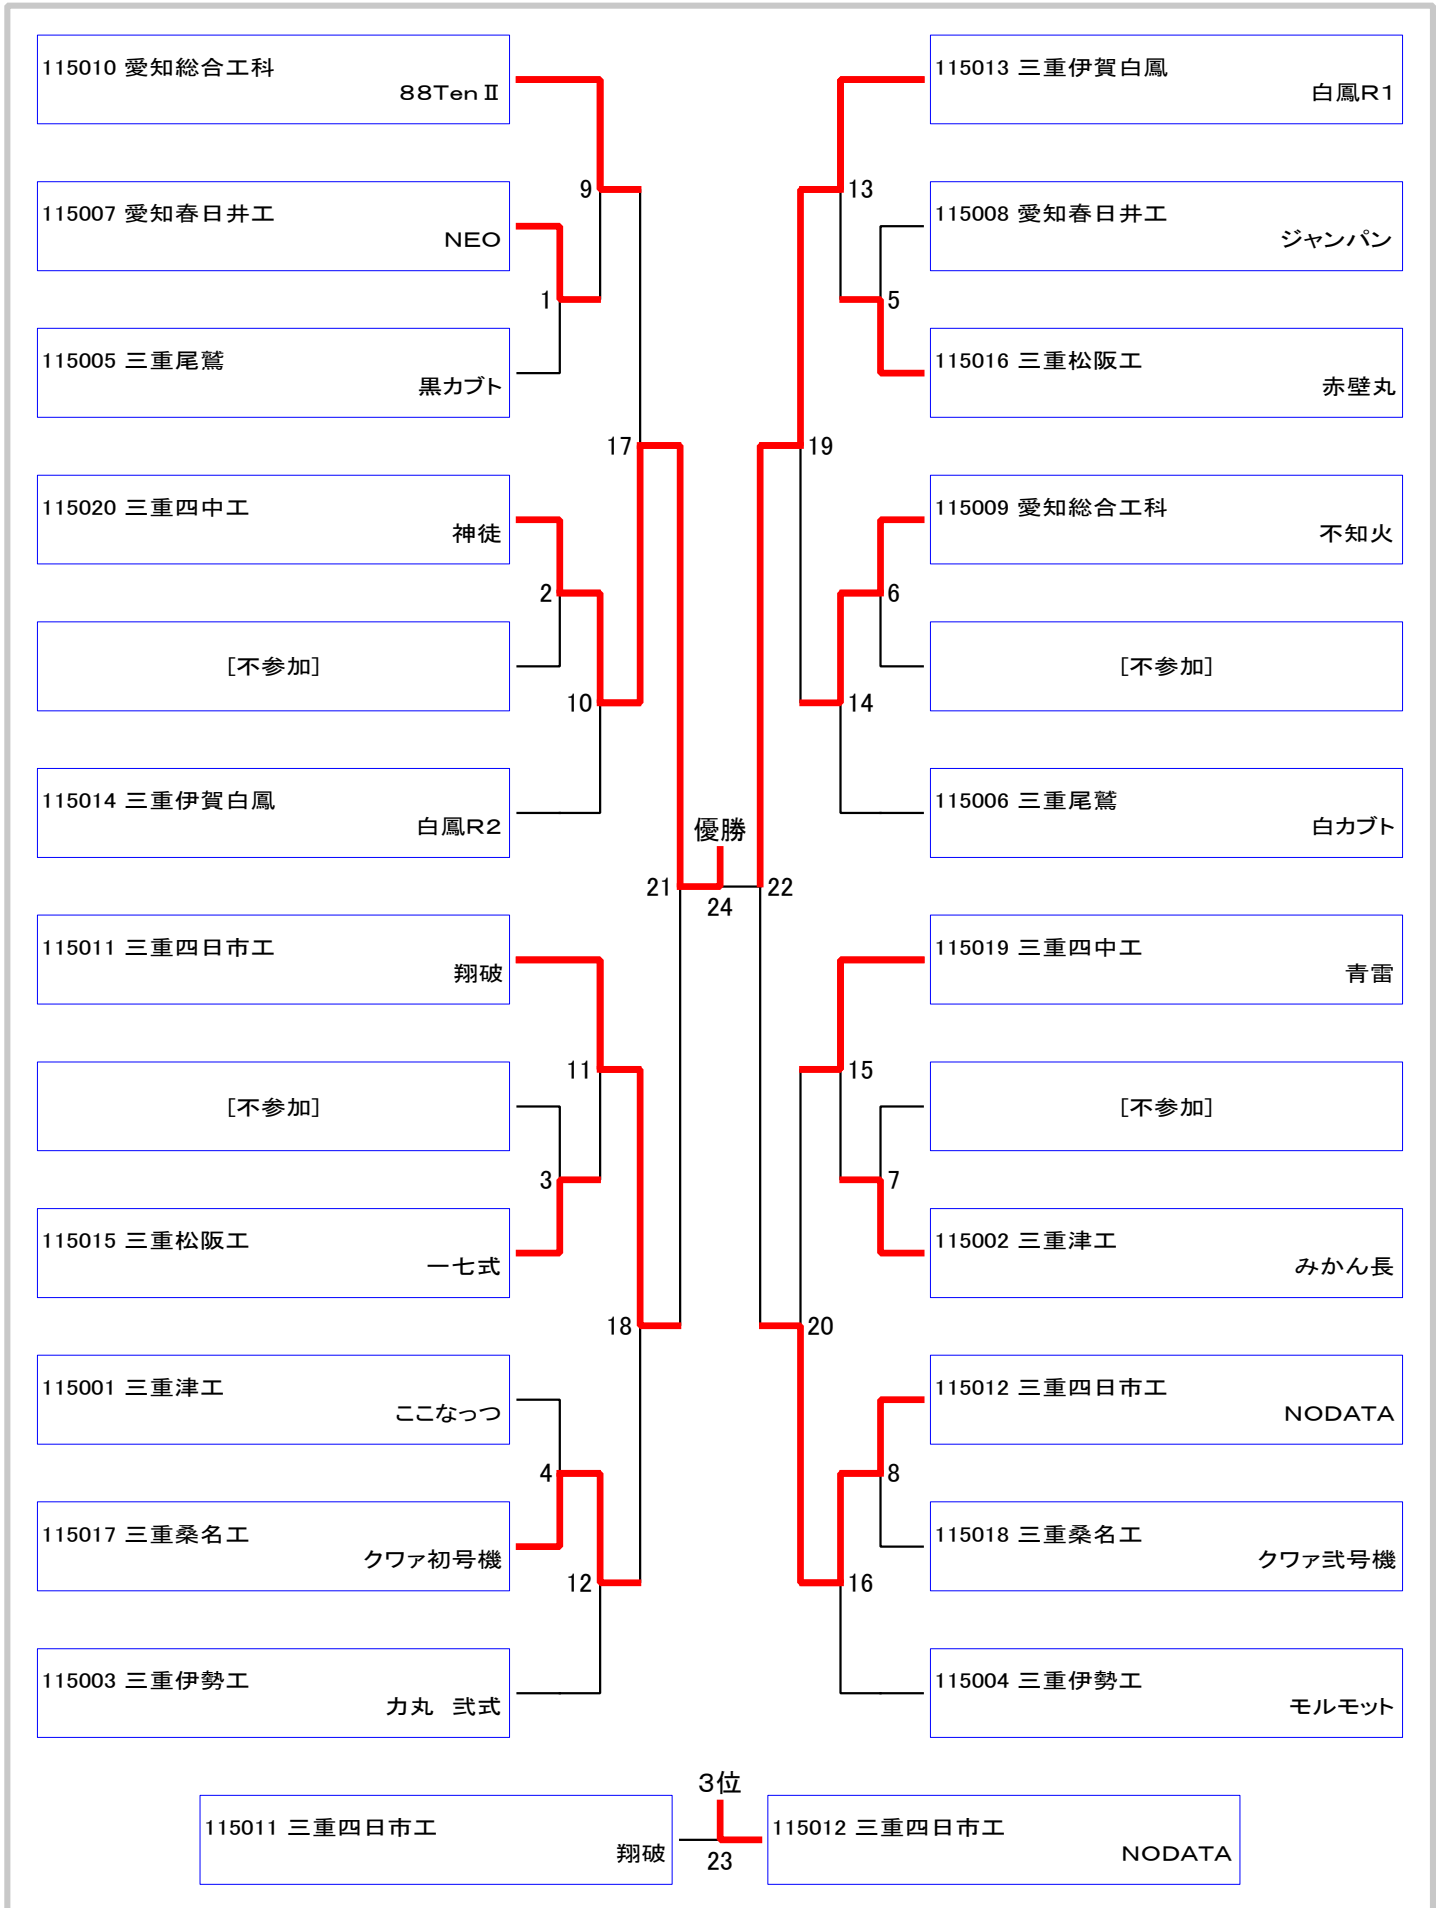 115010 愛知総合工科
88TenⅡ
115007 愛知春日井工
NEO
115005 三重尾鷲
黒カブト
115020 三重四中工
神徒
[不参加]
115014 三重伊賀白鳳
白鳳R2
115011 三重四日市工
翔破
[不参加]
115015 三重松阪工
一七式
115001 三重津工
ここなっつ
115017 三重桑名工
クワァ初号機
115003 三重伊勢工
力丸　弐式
9
1
17
2
10
21
11
3
18
4
12
優勝
24
13
5
19
6
14
22
15
7
20
8
16
115013 三重伊賀白鳳
白鳳R1
115008 愛知春日井工
ジャンパン
115016 三重松阪工
赤壁丸
115009 愛知総合工科
不知火
[不参加]
115006 三重尾鷲
白カブト
115019 三重四中工
青雷
[不参加]
115002 三重津工
みかん長
115012 三重四日市工
NODATA
115018 三重桑名工
クワァ弐号機
115004 三重伊勢工
モルモット
3位
115011 三重四日市工
翔破
23
115012 三重四日市工
NODATA